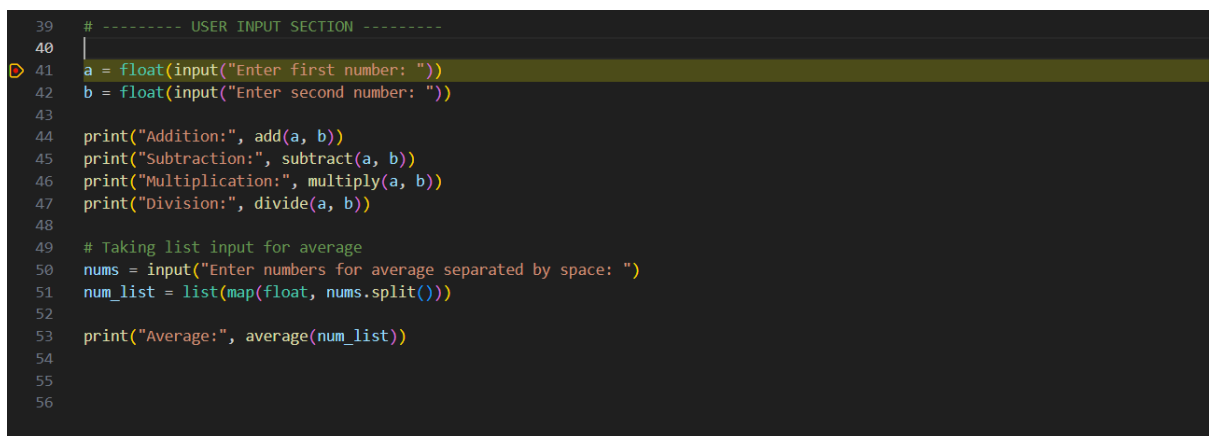 39 # --------- USER INPUT SECTION ---------
40
41 a = float(input("Enter first number: "))
42 b = float(input("Enter second number: "))
43
44 print("Addition:", add(a, b))
45 print("Subtraction:", subtract(a, b))
46 print("Multiplication:", multiply(a, b))
47 print("Division:", divide(a, b))
48
49 # Taking list input for average
50 nums = input("Enter numbers for average separated by space: ")
51 num_list = list(map(float, nums.split()))
52
53 print("Average:", average(num_list))
54
55
56